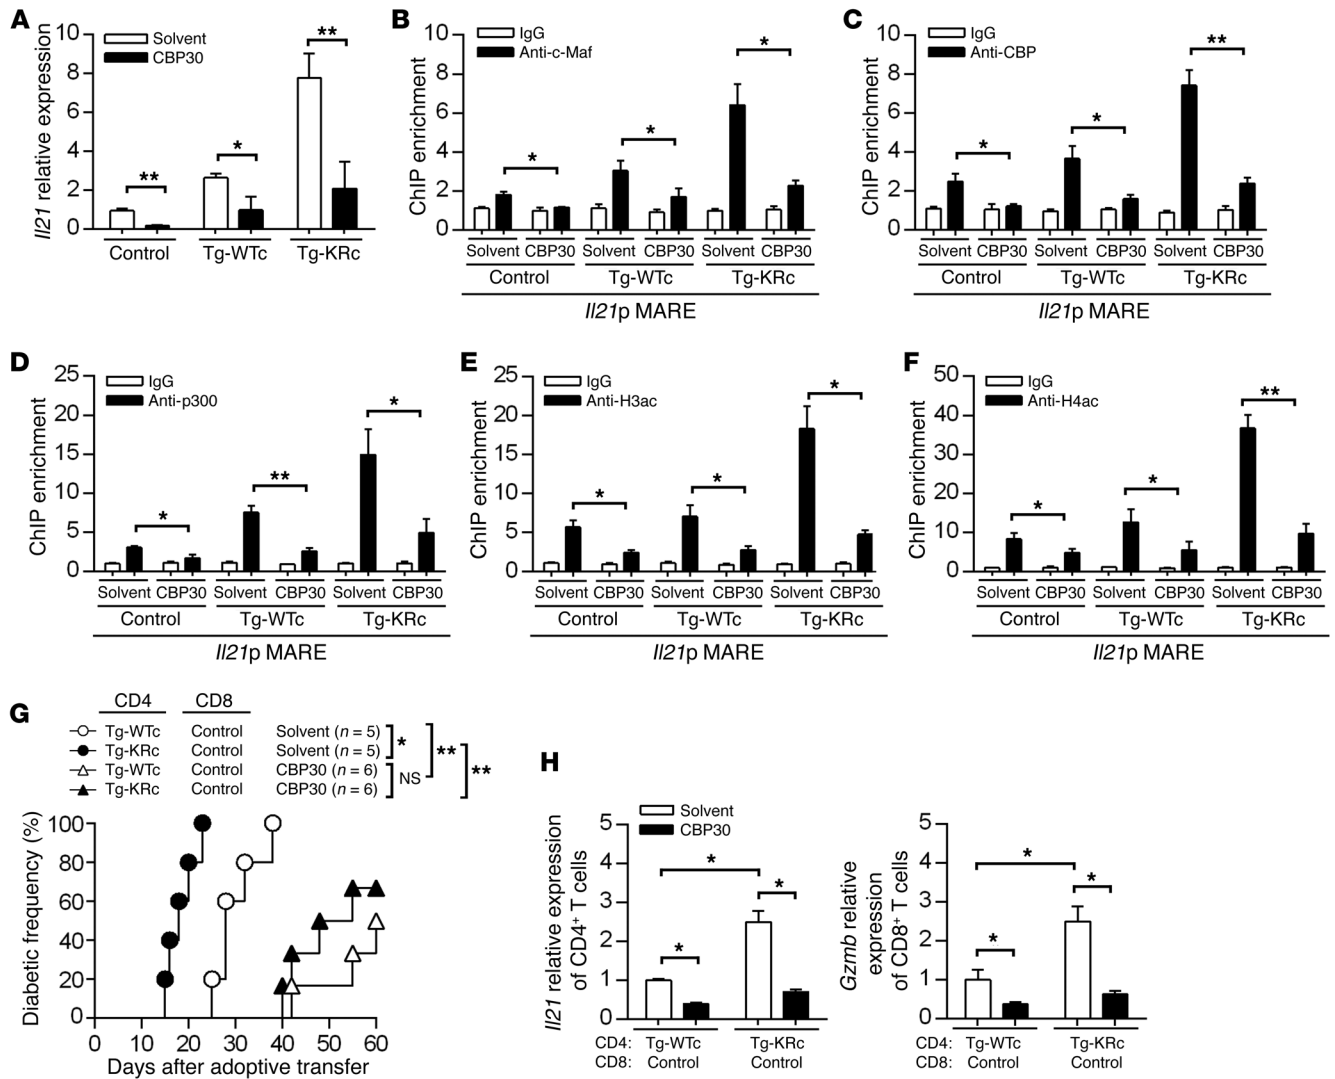 A
Il21 relative expression
10
8
6
4
2
0
Solvent
CBP30
**
*
**
Control Tg-WTc Tg-KRc
B
ChIP enrichment
10
8
6
4
2
0
IgG
Anti-c-Maf
*
*
*
Solvent CBP30 Solvent CBP30 Solvent CBP30
Control Tg-WTc Tg-KRc
Il21p MARE
C
ChIP enrichment
10
8
6
4
2
0
IgG
Anti-CBP
*
*
**
Solvent CBP30 Solvent CBP30 Solvent CBP30
Control Tg-WTc Tg-KRc
Il21p MARE
D
ChIP enrichment
25
20
15
10
5
0
IgG
Anti-p300
*
**
*
Solvent CBP30 Solvent CBP30 Solvent CBP30
Control Tg-WTc Tg-KRc
Il21p MARE
E
ChIP enrichment
25
20
15
10
5
0
IgG
Anti-H3ac
*
*
*
Solvent CBP30 Solvent CBP30 Solvent CBP30
Control Tg-WTc Tg-KRc
Il21p MARE
F
ChIP enrichment
50
40
30
20
10
0
IgG
Anti-H4ac
*
*
**
Solvent CBP30 Solvent CBP30 Solvent CBP30
Control Tg-WTc Tg-KRc
Il21p MARE
G
CD4 CD8
Tg-WTc Control Solvent (n = 5)
Tg-KRc Control Solvent (n = 5)
Tg-WTc Control CBP30 (n = 6)
Tg-KRc Control CBP30 (n = 6)
*
NS
**
**
Diabetic frequency (%)
100
80
60
40
20
0
0 10 20 30 40 50 60
Days after adoptive transfer
H
Il21 relative expression
of CD4+ T cells
5
4
3
2
1
0
Solvent
CBP30
*
*
*
CD4: Tg-WTc Tg-KRc
CD8: Control Control
Gzmb relative
expression
of CD8+ T cells
5
4
3
2
1
0
*
*
*
CD4: Tg-WTc Tg-KRc
CD8: Control Control